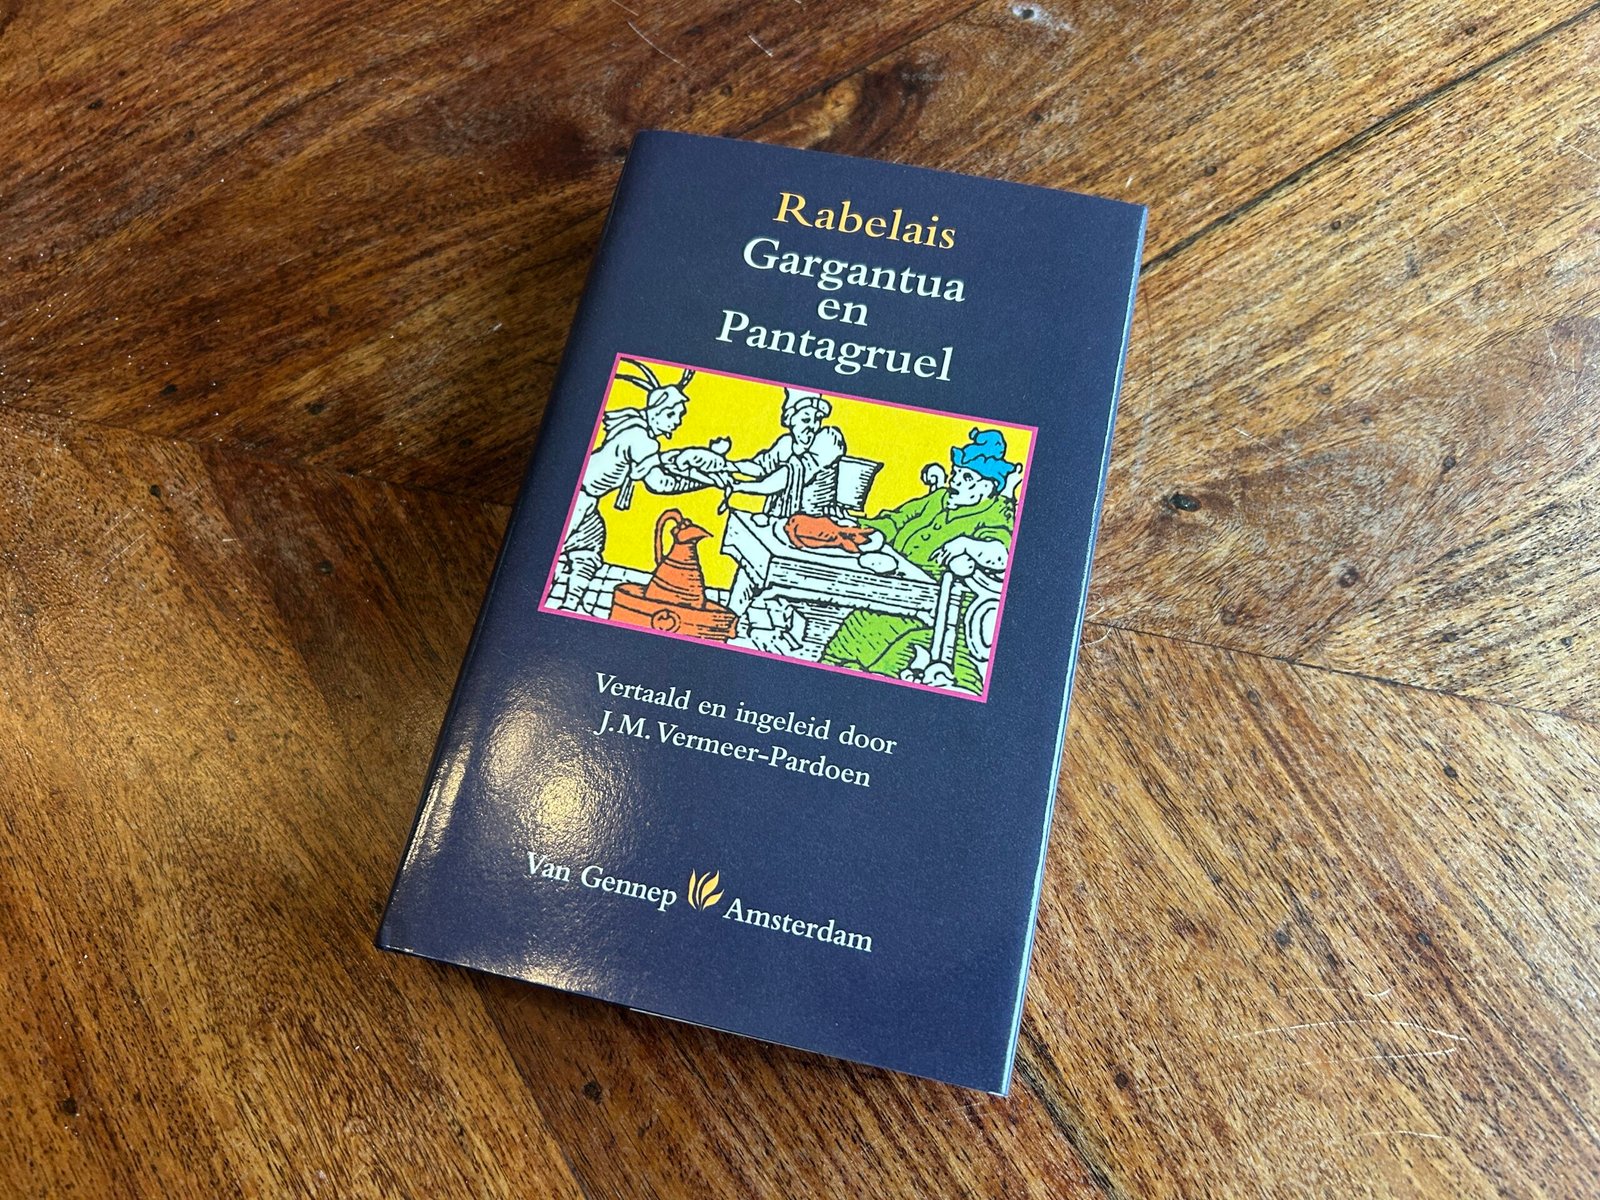 Rabelais
Gargantua
en
Pantagruel
Vertaald en ingeleid door
J.M. Vermeer-Pardoen
Van Gennep Amsterdam